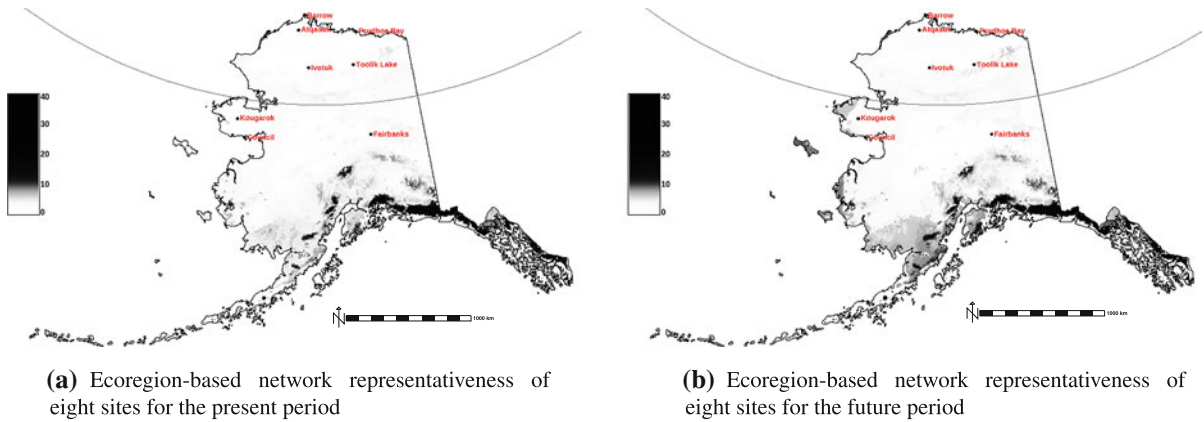 Barrow
Atqasuk
Prudhoe Bay
Ivotuk
Toolik Lake
Kougarok
Council
Fairbanks
40
30
20
10
0
N
1000 km
(a) Ecoregion-based network representativeness of
eight sites for the present period
Barrow
Atqasuk
Prudhoe Bay
Ivotuk
Toolik Lake
Kougarok
Council
Fairbanks
40
30
20
10
0
N
1000 km
(b) Ecoregion-based network representativeness of
eight sites for the future period